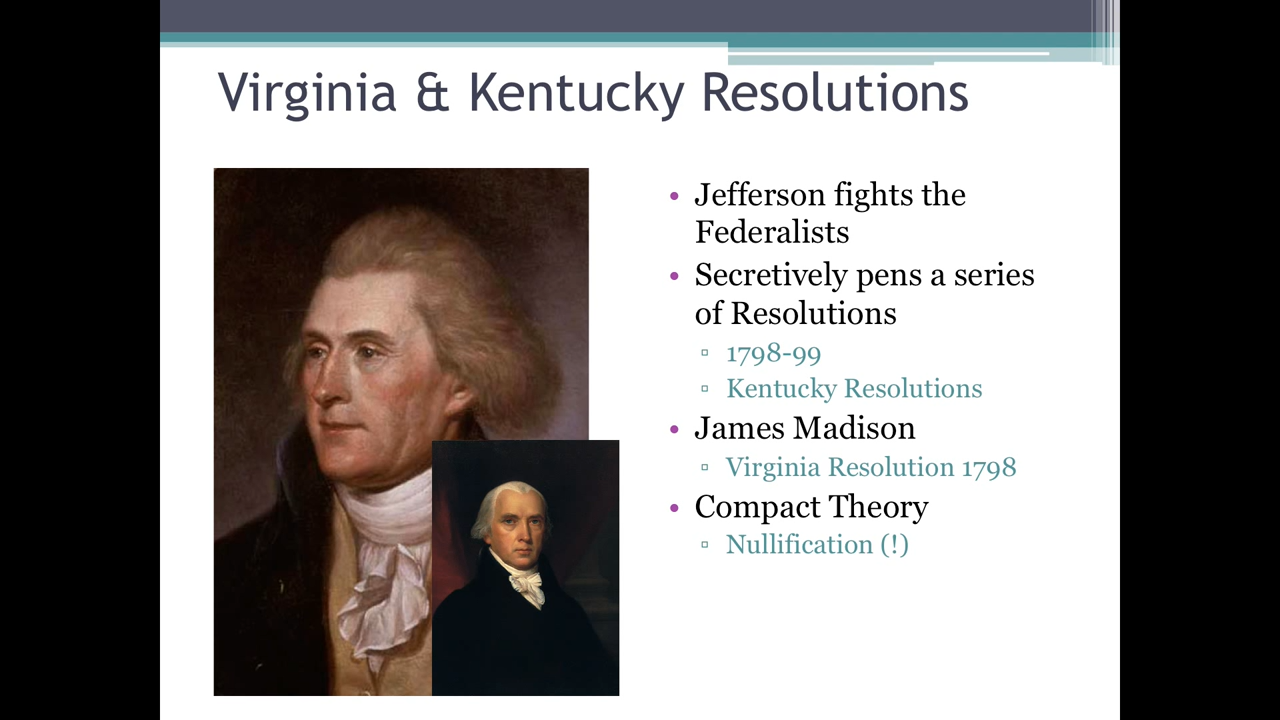 Virginia & Kentucky Resolutions
• Jefferson fights the
Federalists
• Secretively pens a series
of Resolutions
▫ 1798-99
▫ Kentucky Resolutions
• James Madison
▫ Virginia Resolution 1798
• Compact Theory
▫ Nullification (!)